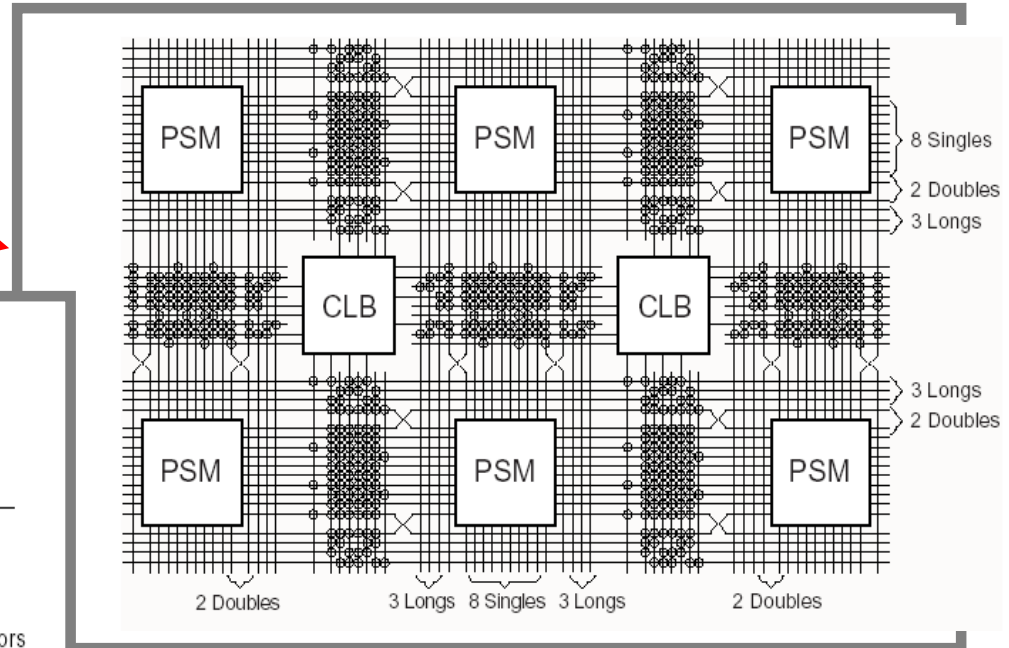 PSM PSM PSM
8 Singles
2 Doubles
3 Longs
CLB CLB
3 Longs
2 Doubles
PSM PSM PSM
2 Doubles 3 Longs 8 Singles 3 Longs 2 Doubles
ors